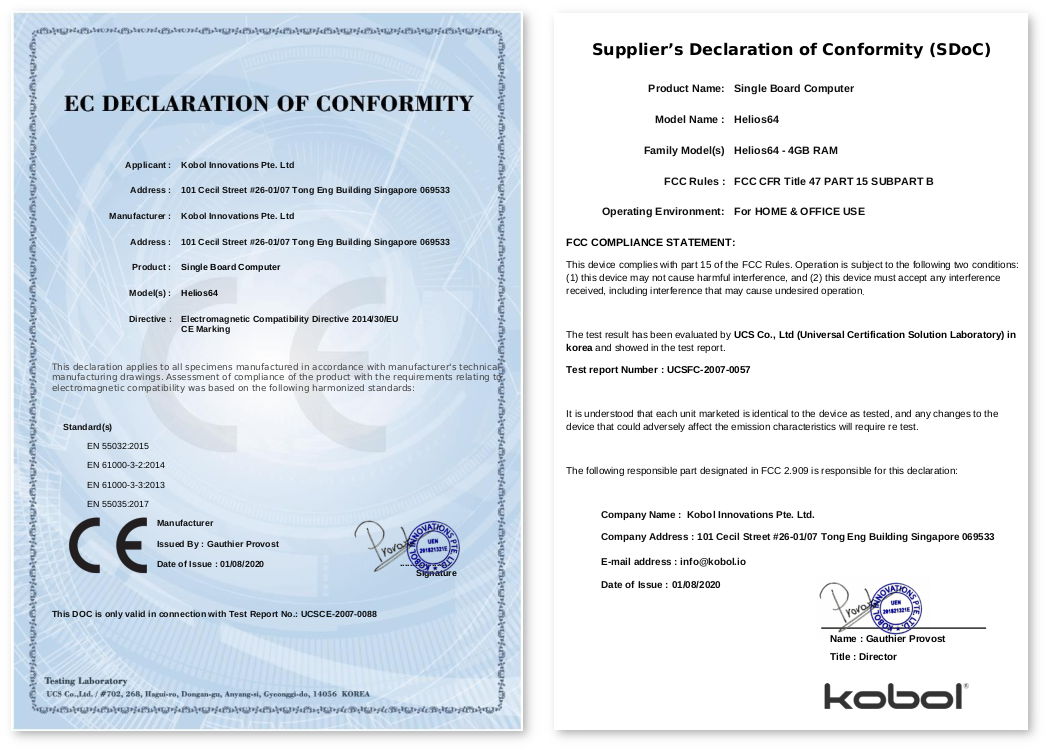 EC DECLARATION OF CONFORMITY
Applicant : Kobol Innovations Pte. Ltd
Address : 101 Cecil Street #26-01/07 Tong Eng Building Singapore 069533
Manufacturer : Kobol Innovations Pte. Ltd
Address : 101 Cecil Street #26-01/07 Tong Eng Building Singapore 069533
Product : Single Board Computer
Model(s) : Helios64
Directive : Electromagnetic Compatibility Directive 2014/30/EU
CE Marking
This declaration applies to all specimens manufactured in accordance with manufacturer's technical
manufacturing drawings. Assessment of compliance of the product with the requirements relating to
electromagnetic compatibility was based on the following harmonized standards:
Standard(s)
EN 55032:2015
EN 61000-3-2:2014
EN 61000-3-3:2013
EN 55035:2017
CE
Manufacturer
Issued By : Gauthier Provost
Date of Issue : 01/08/2020
Provost
KOBOL INNOVATIONS PTE. LTD.
UEN
201821321E
Signature
This DOC is only valid in connection with Test Report No.: UCSCE-2007-0088
Testing Laboratory
UCS Co.,Ltd. / #702, 268, Hagui-ro, Dongan-gu, Anyang-si, Gyeonggi-do, 14056 KOREA
Supplier’s Declaration of Conformity (SDoC)
Product Name: Single Board Computer
Model Name : Helios64
Family Model(s) Helios64 - 4GB RAM
FCC Rules : FCC CFR Title 47 PART 15 SUBPART B
Operating Environment: For HOME & OFFICE USE
FCC COMPLIANCE STATEMENT:
This device complies with part 15 of the FCC Rules. Operation is subject to the following two conditions:
(1) this device may not cause harmful interference, and (2) this device must accept any interference
received, including interference that may cause undesired operation.
The test result has been evaluated by UCS Co., Ltd (Universal Certification Solution Laboratory) in
korea and showed in the test report.
Test report Number : UCSFC-2007-0057
It is understood that each unit marketed is identical to the device as tested, and any changes to the
device that could adversely affect the emission characteristics will require re test.
The following responsible part designated in FCC 2.909 is responsible for this declaration:
Company Name : Kobol Innovations Pte. Ltd.
Company Address : 101 Cecil Street #26-01/07 Tong Eng Building Singapore 069533
E-mail address : info@kobol.io
Date of Issue : 01/08/2020
Provost
KOBOL INNOVATIONS PTE. LTD.
UEN
201821321E
Name : Gauthier Provost
Title : Director
kobol®